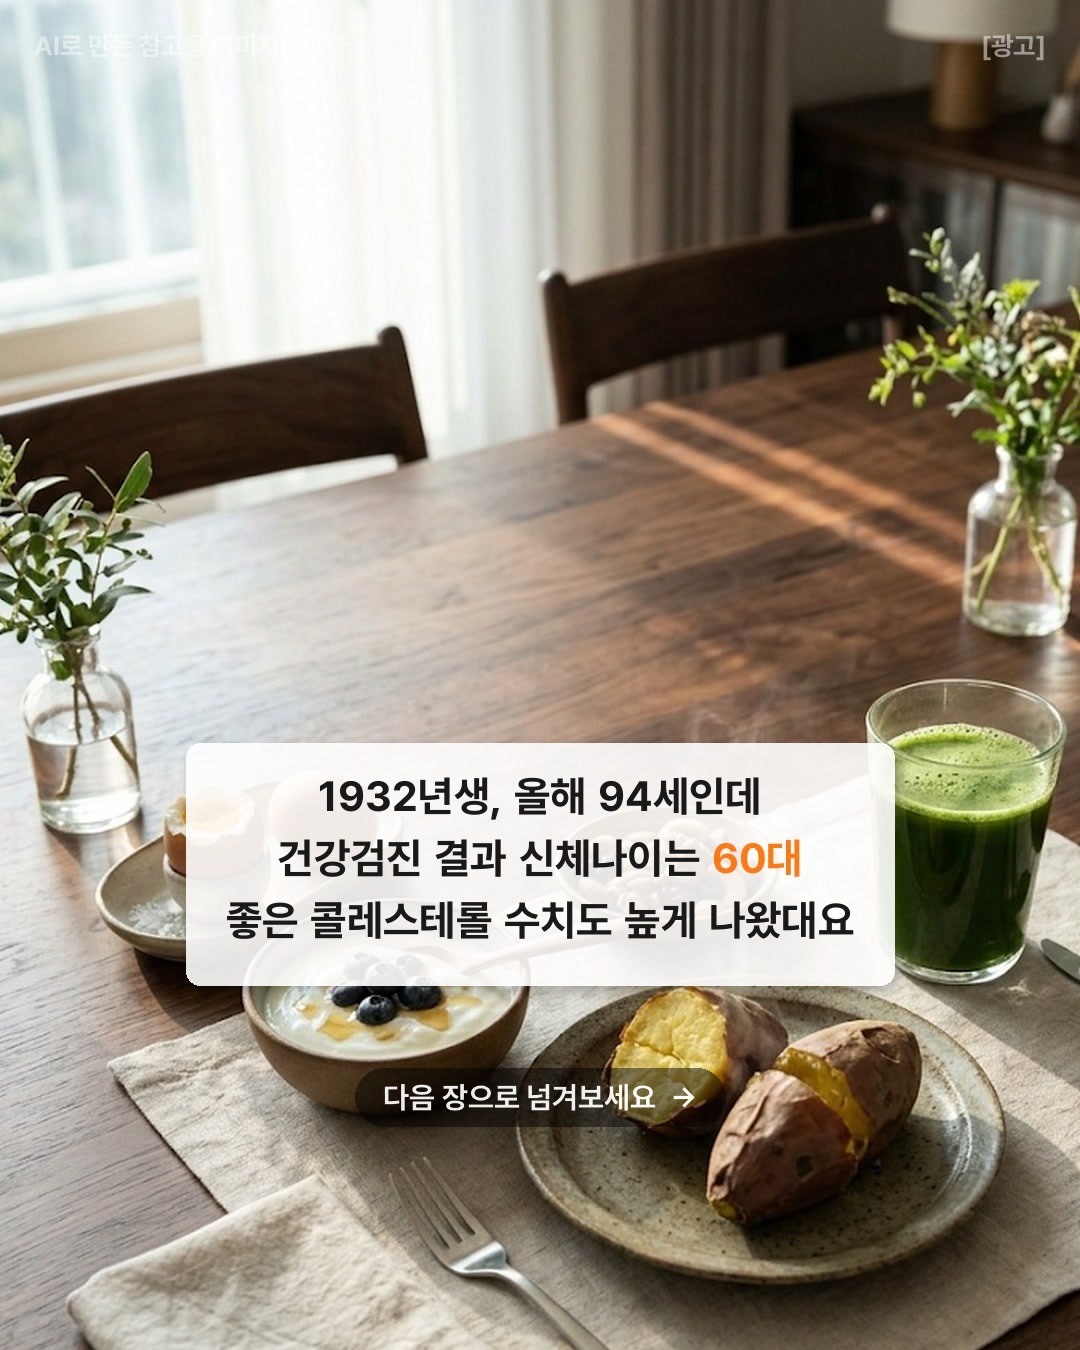 AI로 만든 참고용 이미지
[광고]
1932년생, 올해 94세인데
건강검진 결과 신체나이는 60대
좋은 콜레스테롤 수치도 높게 나왔대요
다음 장으로 넘겨보세요 →